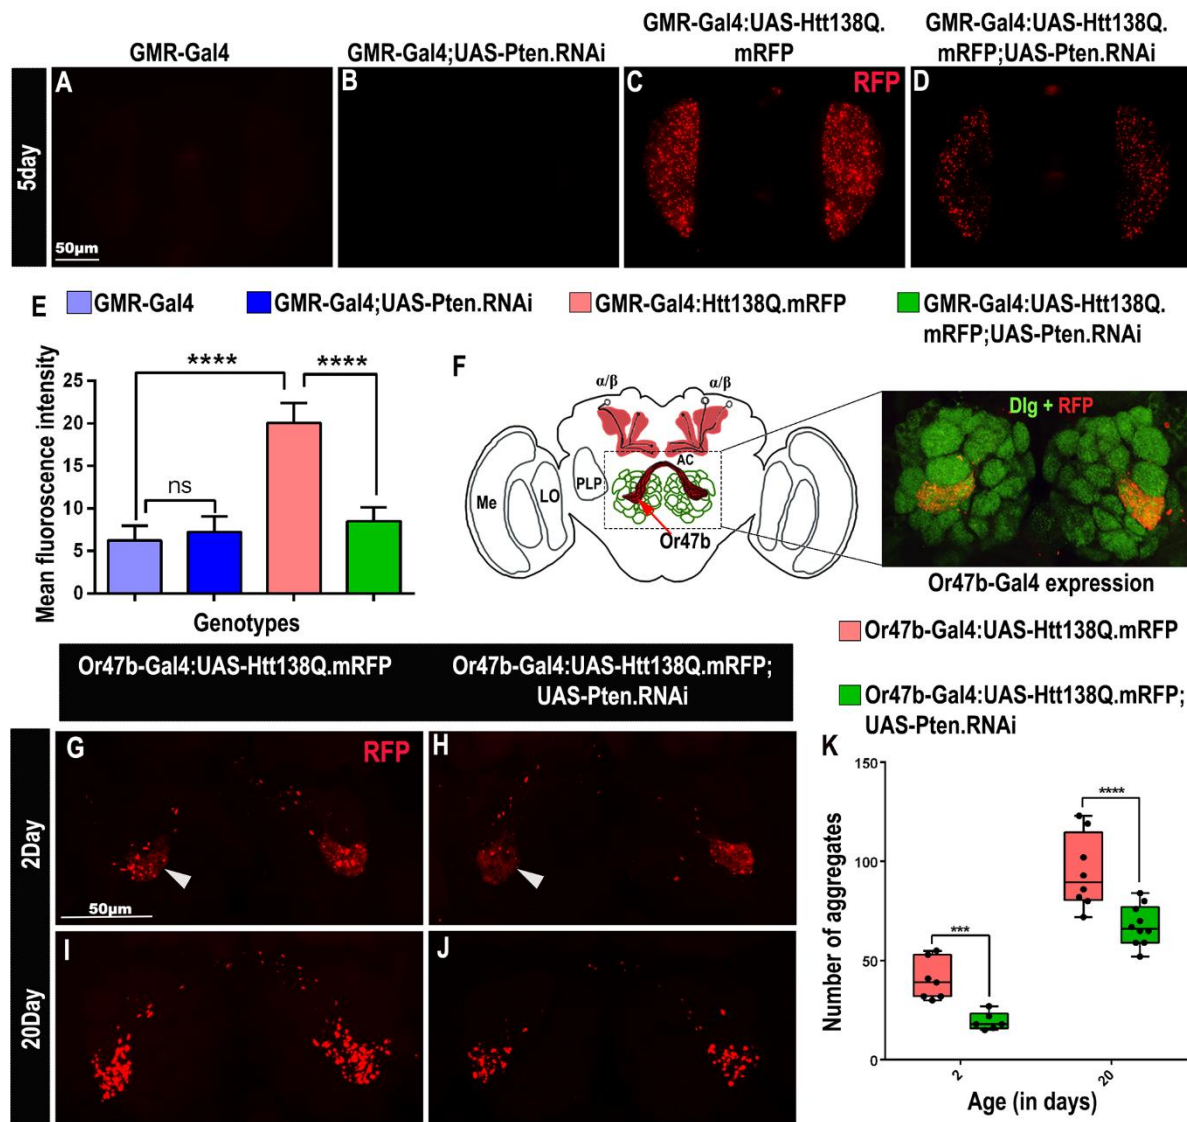 GMR-Gal4
GMR-Gal4;UAS-Pten.RNAi
GMR-Gal4:UAS-Htt138Q.
mRFP
GMR-Gal4:UAS-Htt138Q.
mRFP;UAS-Pten.RNAi
5day
A
50µm
B
C
RFP
D
E
GMR-Gal4
GMR-Gal4;UAS-Pten.RNAi
GMR-Gal4:Htt138Q.mRFP
GMR-Gal4:UAS-Htt138Q.
mRFP;UAS-Pten.RNAi
Mean fluoroscence intensity
25
20
15
10
5
0
ns
****
****
Genotypes
F
α/β
α/β
AC
Me
LO
PLP
Or47b
Dlg + RFP
Or47b-Gal4 expression
Or47b-Gal4:UAS-Htt138Q.mRFP
Or47b-Gal4:UAS-Htt138Q.mRFP;
UAS-Pten.RNAi
Or47b-Gal4:UAS-Htt138Q.mRFP
Or47b-Gal4:UAS-Htt138Q.mRFP;
UAS-Pten.RNAi
2Day
G
RFP
50µm
H
20Day
I
J
K
Number of aggregates
150
100
50
0
***
****
2
20
Age (in days)